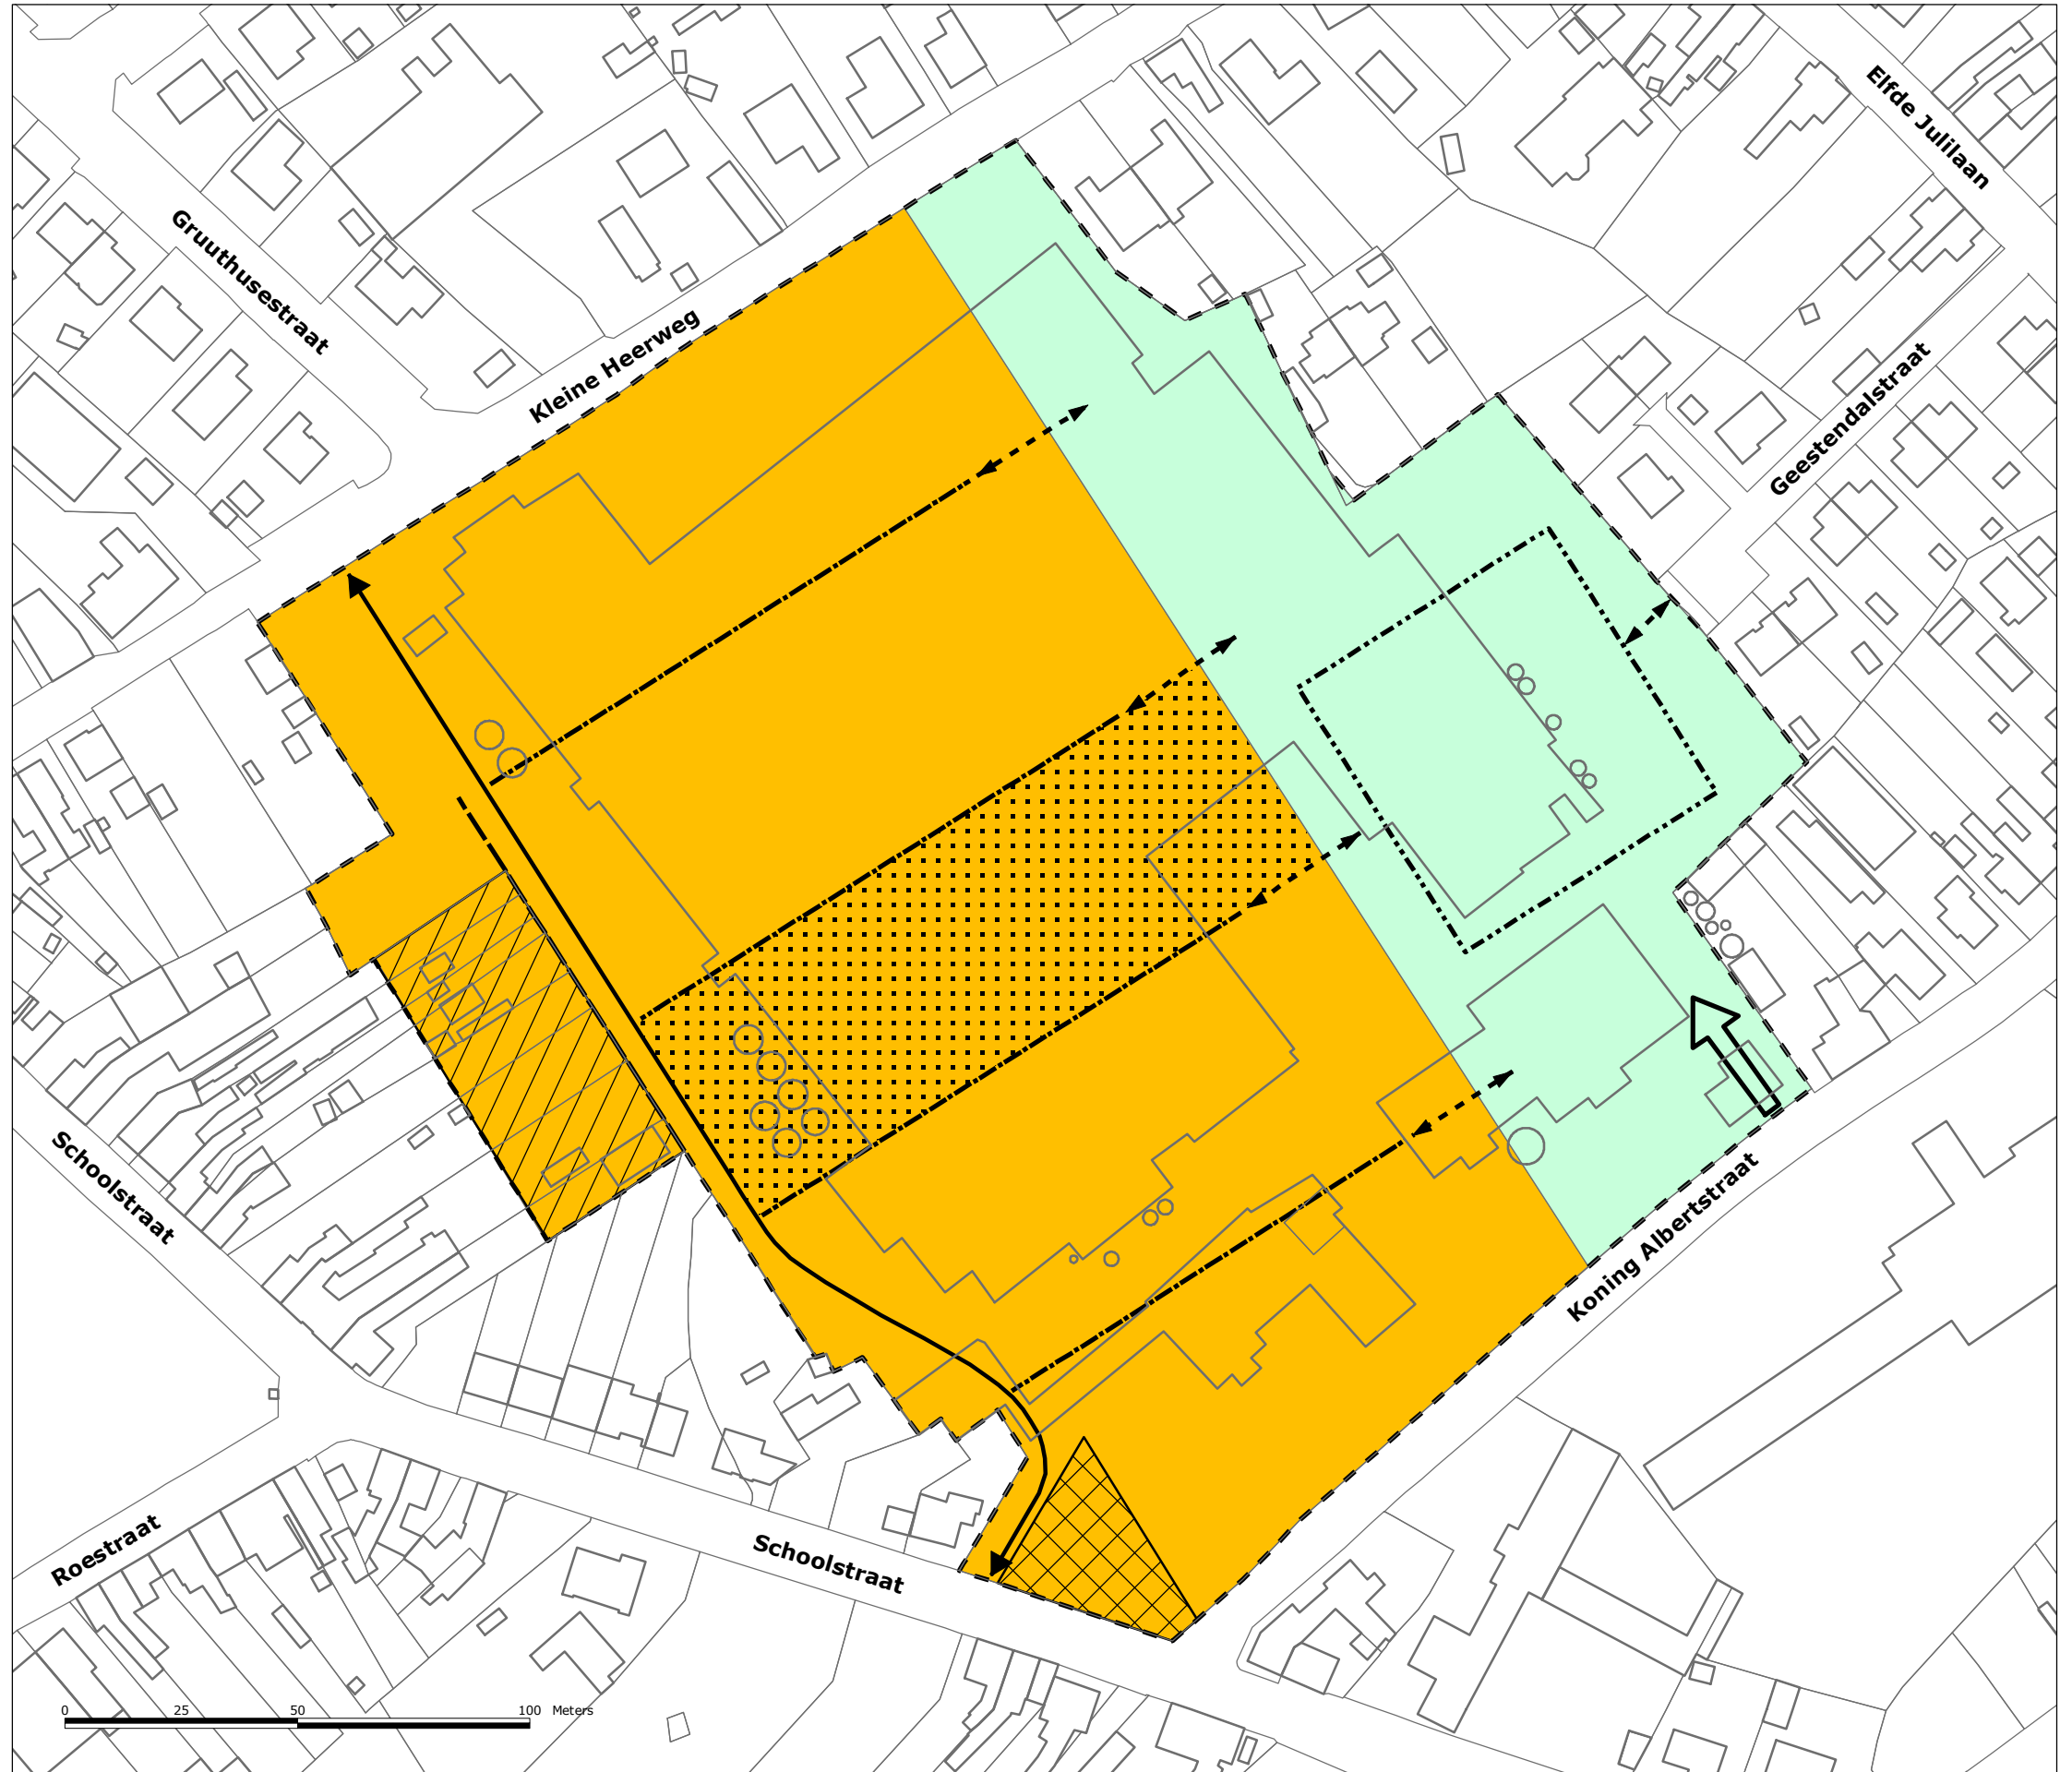 Elfde Julilaan
Gruuthusestraat
Kleine Heerweg
Geestendalstraat
Schoolstraat
Koning Albertstraat
Roestraat
Schoolstraat
0 25 50 100 Meters